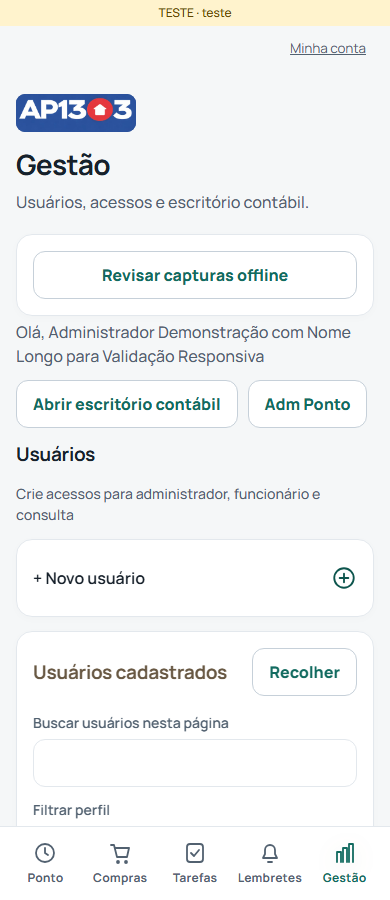 TESTE · teste
Minha conta
AP13 3
Gestão
Usuários, acessos e escritório contábil.
Revisar capturas offline
Olá, Administrador Demonstração com Nome
Longo para Validação Responsiva
Abrir escritório contábil
Adm Ponto
Usuários
Crie acessos para administrador, funcionário e
consulta
+ Novo usuário
Usuários cadastrados
Recolher
Buscar usuários nesta página
Filtrar perfil
Ponto
Compras
Tarefas
Lembretes
Gestão